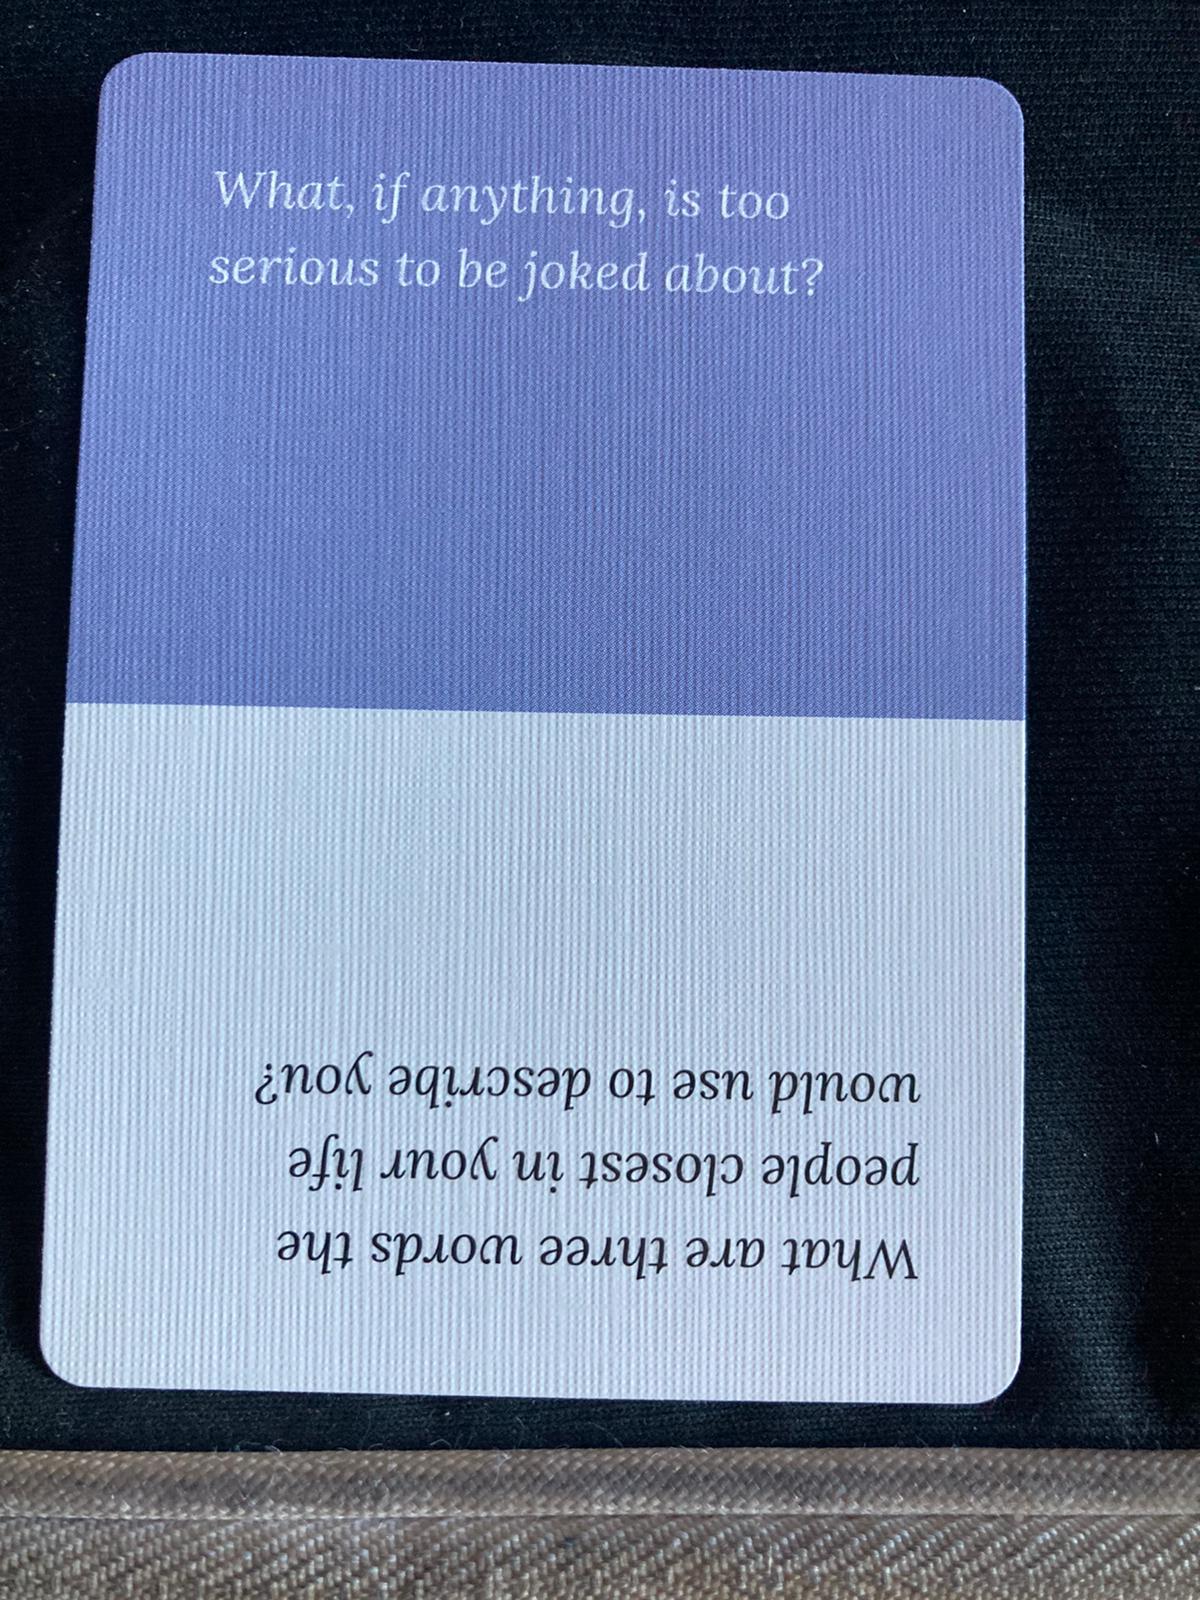 What, if anything, is too
serious to be joked about?
What are three words the
people closest in your life
would use to describe you?